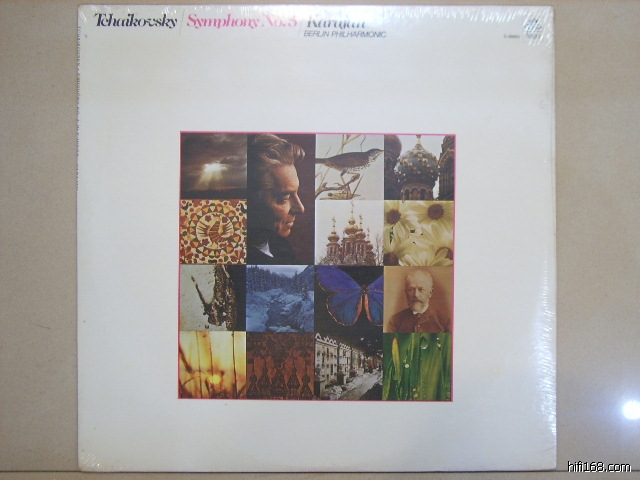 Tchaikovsky Symphony No. 5 Karajan
BERLIN PHILHARMONIC
hifi168.com